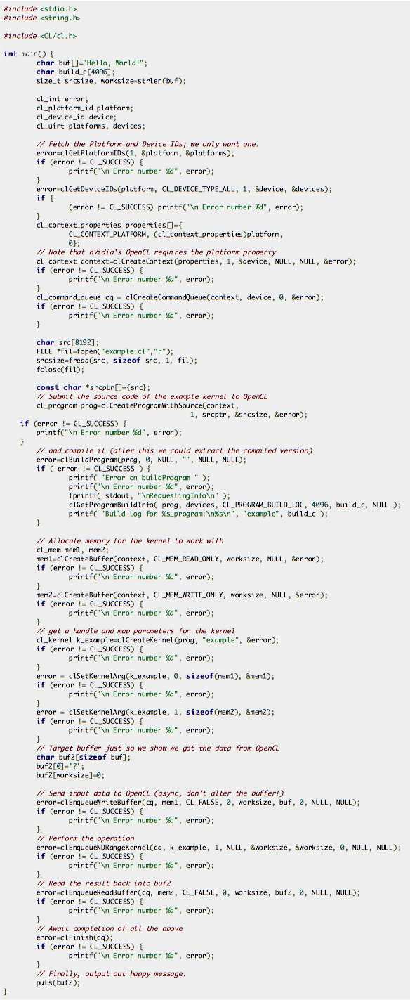 #include <stdio.h>
#include <string.h>

#include <CL/cl.h>

int main() {
        char buf[]="Hello, World!";
        char build_c[4096];
        size_t srcsize, worksize=strlen(buf);

        cl_int error;
        cl_platform_id platform;
        cl_device_id device;
        cl_uint platforms, devices;

        // Fetch the Platform and Device IDs; we only want one.
        error=clGetPlatformIDs(1, &platform, &platforms);
        if (error != CL_SUCCESS) {
                printf("\n Error number %d", error);
        }
        error=clGetDeviceIDs(platform, CL_DEVICE_TYPE_ALL, 1, &device, &devices);
        if {
                (error != CL_SUCCESS) printf("\n Error number %d", error);
        }
        cl_context_properties properties[]={
                CL_CONTEXT_PLATFORM, (cl_context_properties)platform,
                0};
        // Note that nVidia's OpenCL requires the platform property
        cl_context context=clCreateContext(properties, 1, &device, NULL, NULL, &error);
        if (error != CL_SUCCESS) {
                printf("\n Error number %d", error);
        }
        cl_command_queue cq = clCreateCommandQueue(context, device, 0, &error);
        if (error != CL_SUCCESS) {
                printf("\n Error number %d", error);
        }

        char src[8192];
        FILE *fil=fopen("example.cl","r");
        srcsize=fread(src, sizeof src, 1, fil);
        fclose(fil);

        const char *srcptr[]={src};
        // Submit the source code of the example kernel to OpenCL
        cl_program prog=clCreateProgramWithSource(context,
                                              1, srcptr, &srcsize, &error);
    if (error != CL_SUCCESS) {
        printf("\n Error number %d", error);
    }
        // and compile it (after this we could extract the compiled version)
        error=clBuildProgram(prog, 0, NULL, "", NULL, NULL);
        if ( error != CL_SUCCESS ) {
                printf( "Error on buildProgram " );
                printf("\n Error number %d", error);
                fprintf( stdout, "\nRequestingInfo\n" );
                clGetProgramBuildInfo( prog, devices, CL_PROGRAM_BUILD_LOG, 4096, build_c, NULL );
                printf( "Build Log for %s_program:\n%s\n", "example", build_c );
        }

        // Allocate memory for the kernel to work with
        cl_mem mem1, mem2;
        mem1=clCreateBuffer(context, CL_MEM_READ_ONLY, worksize, NULL, &error);
        if (error != CL_SUCCESS) {
                printf("\n Error number %d", error);
        }
        mem2=clCreateBuffer(context, CL_MEM_WRITE_ONLY, worksize, NULL, &error);
        if (error != CL_SUCCESS) {
                printf("\n Error number %d", error);
        }
        // get a handle and map parameters for the kernel
        cl_kernel k_example=clCreateKernel(prog, "example", &error);
        if (error != CL_SUCCESS) {
                printf("\n Error number %d", error);
        }
        error = clSetKernelArg(k_example, 0, sizeof(mem1), &mem1);
        if (error != CL_SUCCESS) {
                printf("\n Error number %d", error);
        }
        error = clSetKernelArg(k_example, 1, sizeof(mem2), &mem2);
        if (error != CL_SUCCESS) {
                printf("\n Error number %d", error);
        }
        // Target buffer just so we show we got the data from OpenCL
        char buf2[sizeof buf];
        buf2[0]='?';
        buf2[worksize]=0;

        // Send input data to OpenCL (async, don't alter the buffer!)
        error=clEnqueueWriteBuffer(cq, mem1, CL_FALSE, 0, worksize, buf, 0, NULL, NULL);
        if (error != CL_SUCCESS) {
                printf("\n Error number %d", error);
        }
        // Perform the operation
        error=clEnqueueNDRangeKernel(cq, k_example, 1, NULL, &worksize, &worksize, 0, NULL, NULL);
        if (error != CL_SUCCESS) {
                printf("\n Error number %d", error);
        }
        // Read the result back into buf2
        error=clEnqueueReadBuffer(cq, mem2, CL_FALSE, 0, worksize, buf2, 0, NULL, NULL);
        if (error != CL_SUCCESS) {
                printf("\n Error number %d", error);
        }
        // Await completion of all the above
        error=clFinish(cq);
        if (error != CL_SUCCESS) {
                printf("\n Error number %d", error);
        }
        // Finally, output out happy message.
        puts(buf2);
}